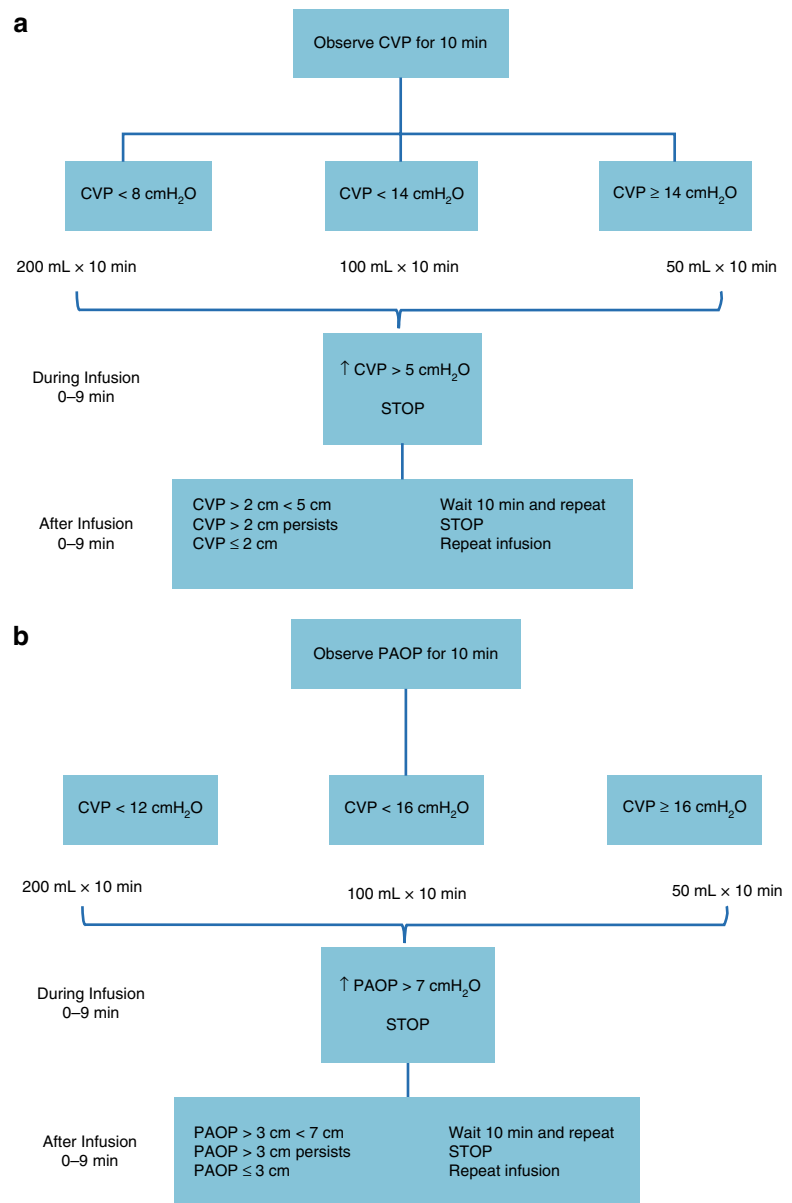 a
Observe CVP for 10 min
CVP < 8 cmH₂O
CVP < 14 cmH₂O
CVP ≥ 14 cmH₂O
200 mL × 10 min
100 mL × 10 min
50 mL × 10 min
During Infusion
0–9 min
↑ CVP > 5 cmH₂O
STOP
After Infusion
0–9 min
CVP > 2 cm < 5 cm Wait 10 min and repeat
CVP > 2 cm persists STOP
CVP ≤ 2 cm Repeat infusion
b
Observe PAOP for 10 min
CVP < 12 cmH₂O
CVP < 16 cmH₂O
CVP ≥ 16 cmH₂O
200 mL × 10 min
100 mL × 10 min
50 mL × 10 min
During Infusion
0–9 min
↑ PAOP > 7 cmH₂O
STOP
After Infusion
0–9 min
PAOP > 3 cm < 7 cm Wait 10 min and repeat
PAOP > 3 cm persists STOP
PAOP ≤ 3 cm Repeat infusion